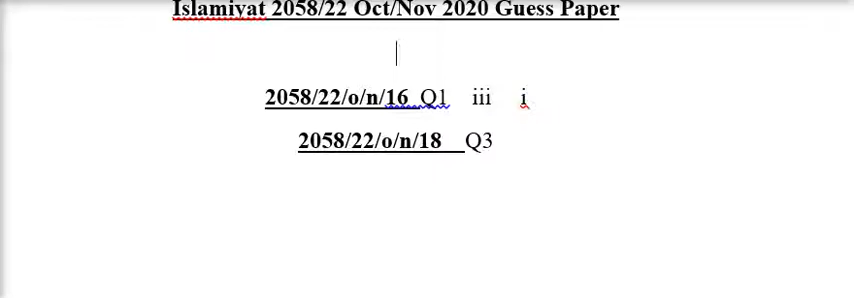 Islamiyat 2058/22 Oct/Nov 2020 Guess Paper
2058/22/o/n/16 Q1 iii i
2058/22/o/n/18 Q3